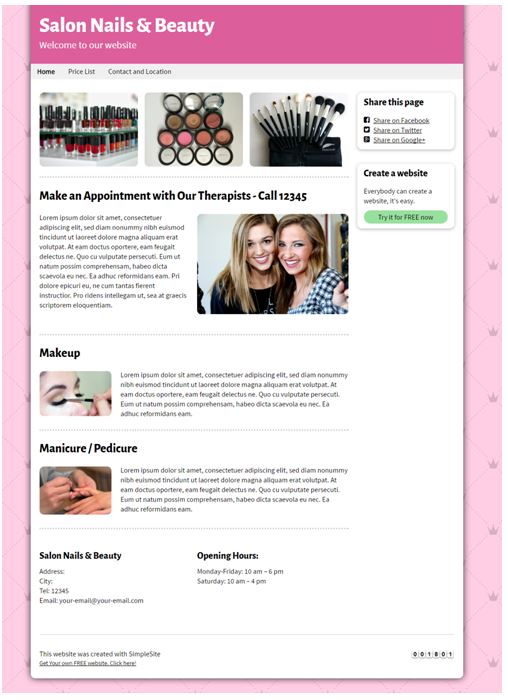 Salon Nails & Beauty
Welcome to our website
Home Price List Contact and Location
Share this page
Share on Facebook
Share on Twitter
Share on Google+
Create a website
Everybody can create a
website, it's easy.
Try it for FREE now
Make an Appointment with Our Therapists - Call 12345
Lorem ipsum dolor sit amet, consectetuer
adipiscing elit, sed diam nonummy nibh euismod
tincidunt ut laoreet dolore magna aliquam erat
volutpat. At eam doctus oportere, eam feugait
delectus ne. Quo cu vulputate persecuti. Eum ut
natum possim comprehensam, habeo dicta
scaevola eu nec. Ea adhuc reformidans eam. Pri
dolore epicuri eu, ne cum tantas fierent
instructior. Pro ridens intellegam ut, sea at graecis
scriptorem eloquentiam.
Makeup
Lorem ipsum dolor sit amet, consectetuer adipiscing elit, sed diam nonummy
nibh euismod tincidunt ut laoreet dolore magna aliquam erat volutpat. At
eam doctus oportere, eam feugait delectus ne. Quo cu vulputate persecuti.
Eum ut natum possim comprehensam, habeo dicta scaevola eu nec. Ea
adhuc reformidans eam.
Manicure / Pedicure
Lorem ipsum dolor sit amet, consectetuer adipiscing elit, sed diam nonummy
nibh euismod tincidunt ut laoreet dolore magna aliquam erat volutpat. At
eam doctus oportere, eam feugait delectus ne. Quo cu vulputate persecuti.
Eum ut natum possim comprehensam, habeo dicta scaevola eu nec. Ea
adhuc reformidans eam.
Salon Nails & Beauty
Address:
City:
Tel: 12345
Email: your-email@your-email.com
Opening Hours:
Monday-Friday: 10 am – 6 pm
Saturday: 10 am – 4 pm
This website was created with SimpleSite
Get Your own FREE website. Click here!
001801